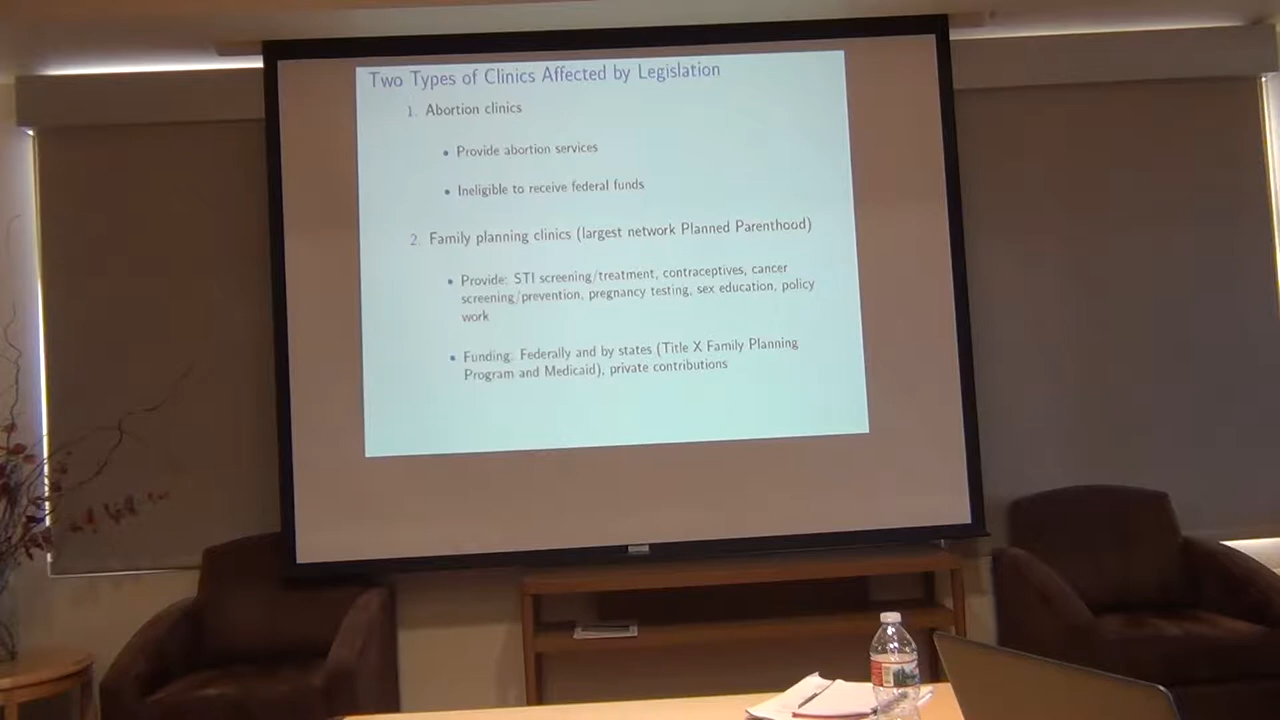 Two Types of Clinics Affected by Legislation
1. Abortion clinics
• Provide abortion services
• Ineligible to receive federal funds
2. Family planning clinics (largest network Planned Parenthood)
• Provide: STI screening/treatment, contraceptives, cancer
screening/prevention, pregnancy testing, sex education, policy
work
• Funding: Federally and by states (Title X Family Planning
Program and Medicaid), private contributions